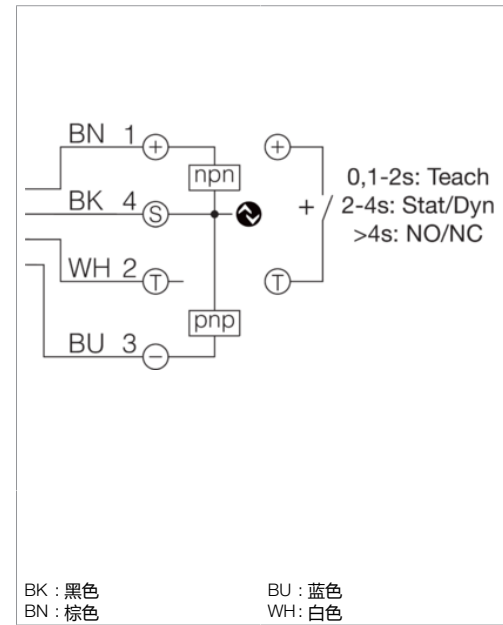 BN 1 +
npn
BK 4 S
WH 2 T
pnp
BU 3 −
+
+
T
0,1-2s: Teach
2-4s: Stat/Dyn
>4s: NO/NC
BK : 黑色
BU : 蓝色
BN : 棕色
WH : 白色